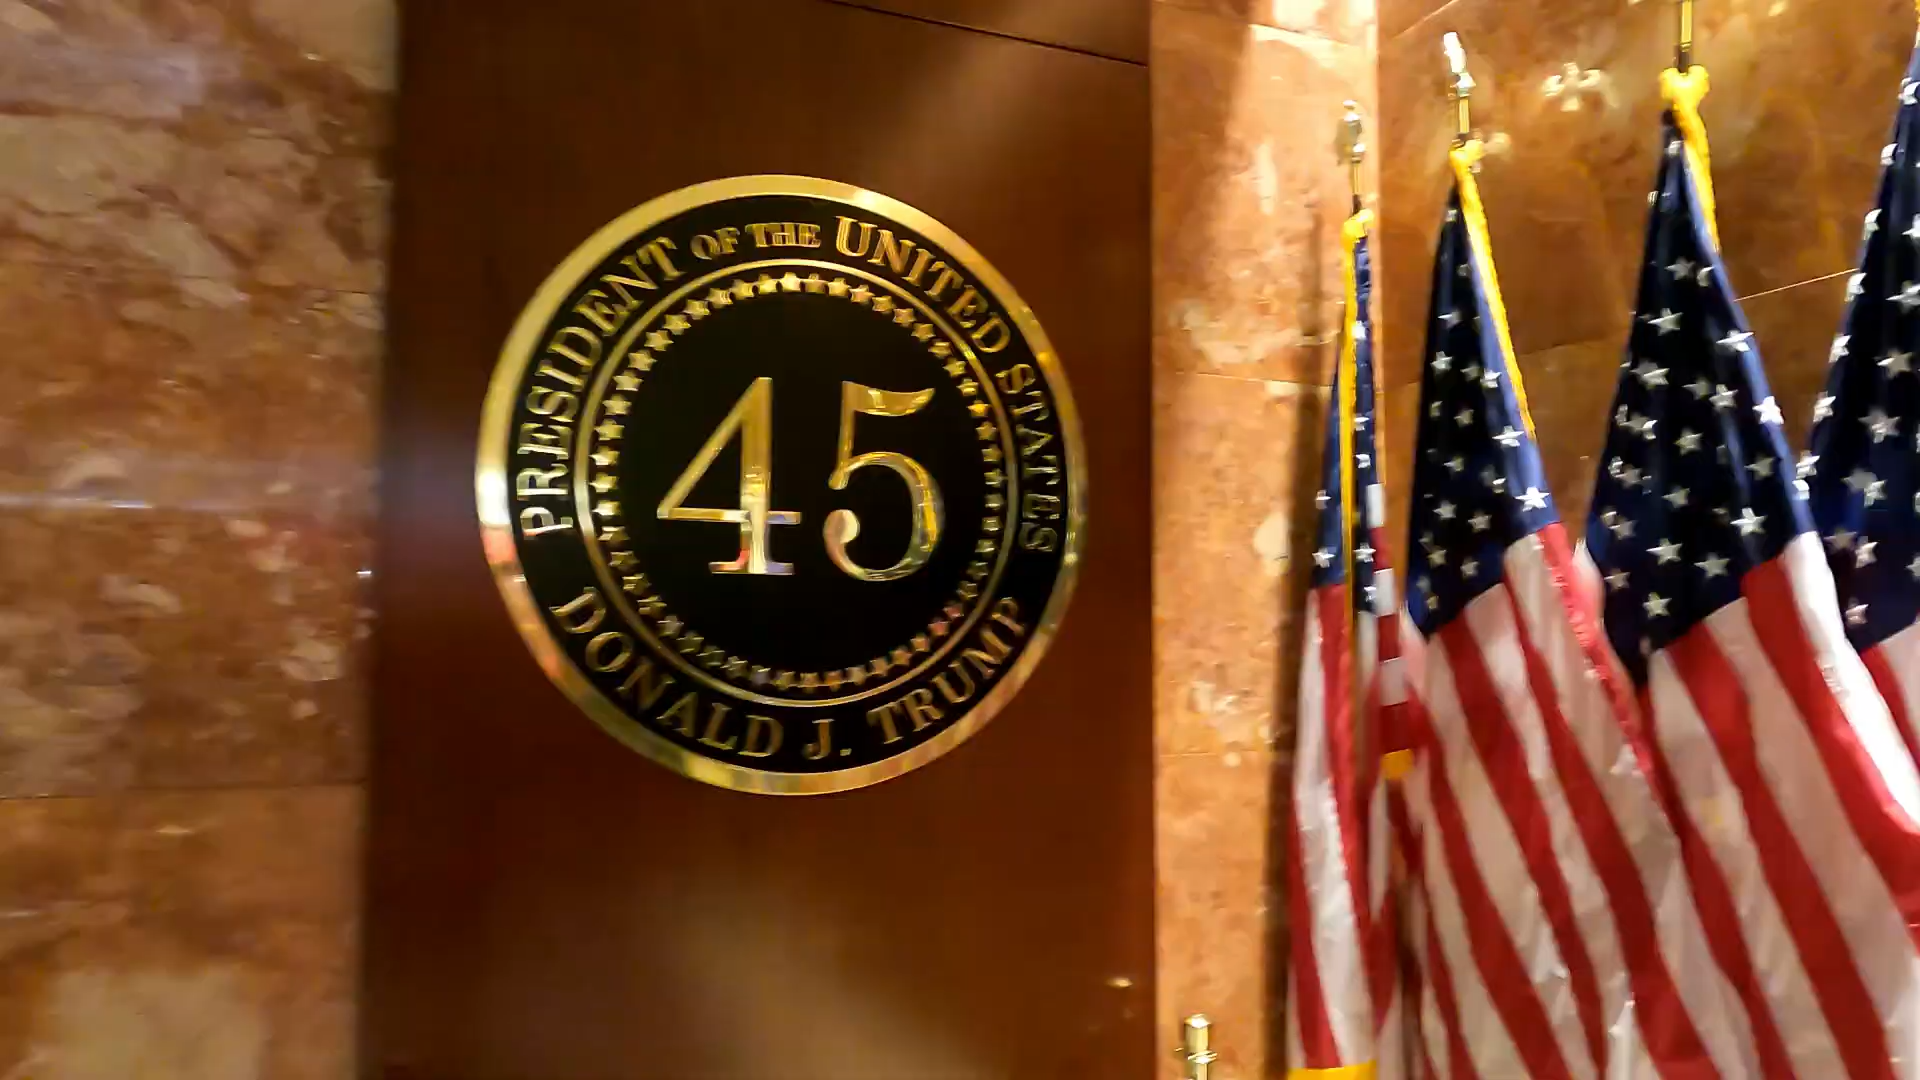 PRESIDENT OF THE UNITED STATES
45
DONALD J. TRUMP